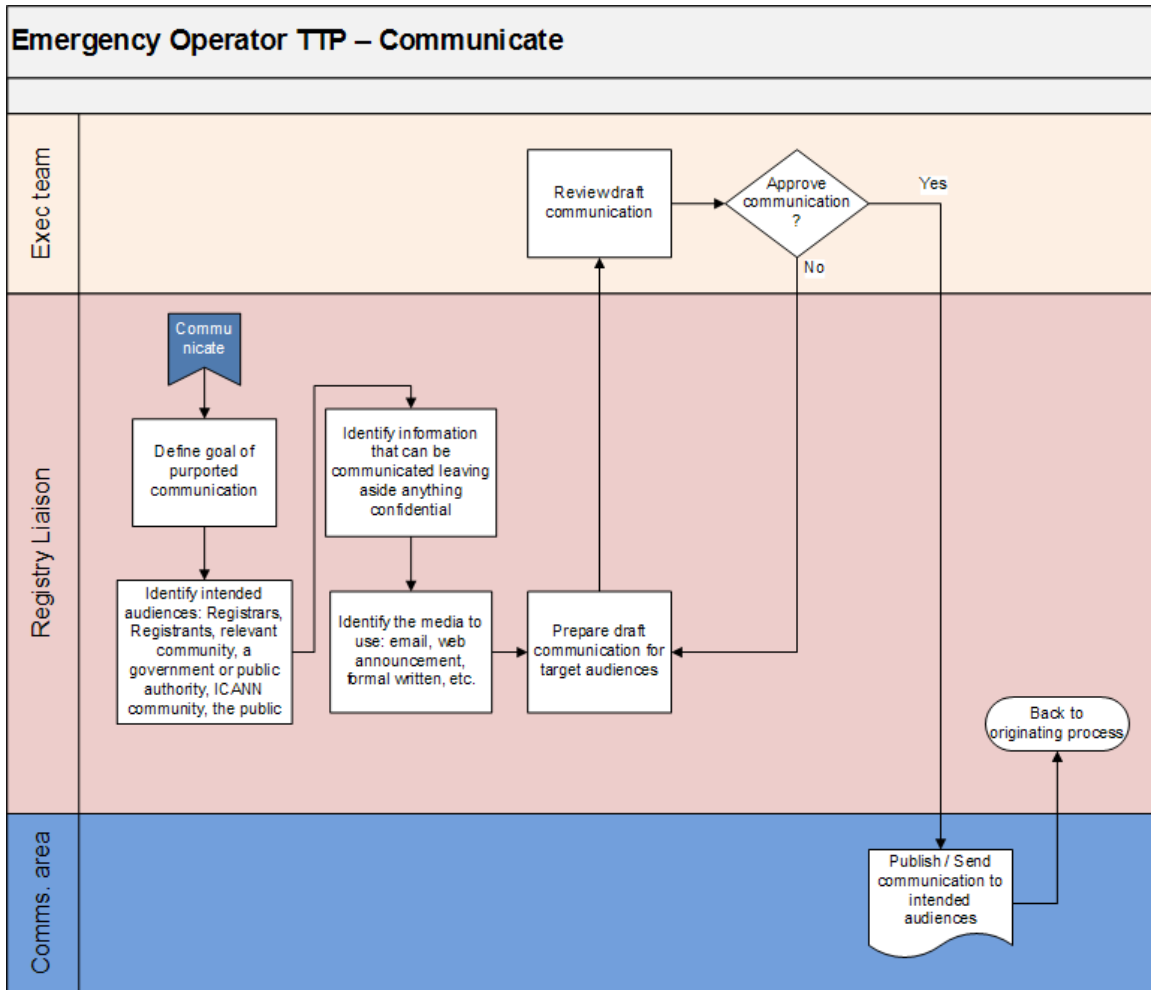 Emergency Operator TTP – Communicate
Exec team
Reviewdraft
communication
Approve
communication
?
Yes
No
Registry Liaison
Commu
nicate
Define goal of
purported
communication
Identify intended
audiences: Registrars,
Registrants, relevant
community, a
government or public
authority, ICANN
community, the public
Identify information
that can be
communicated leaving
aside anything
confidential
Identify the media to
use: email, web
announcement,
formal written, etc.
Prepare draft
communication for
target audiences
Back to
originating process
Comms. area
Publish / Send
communication to
intended
audiences